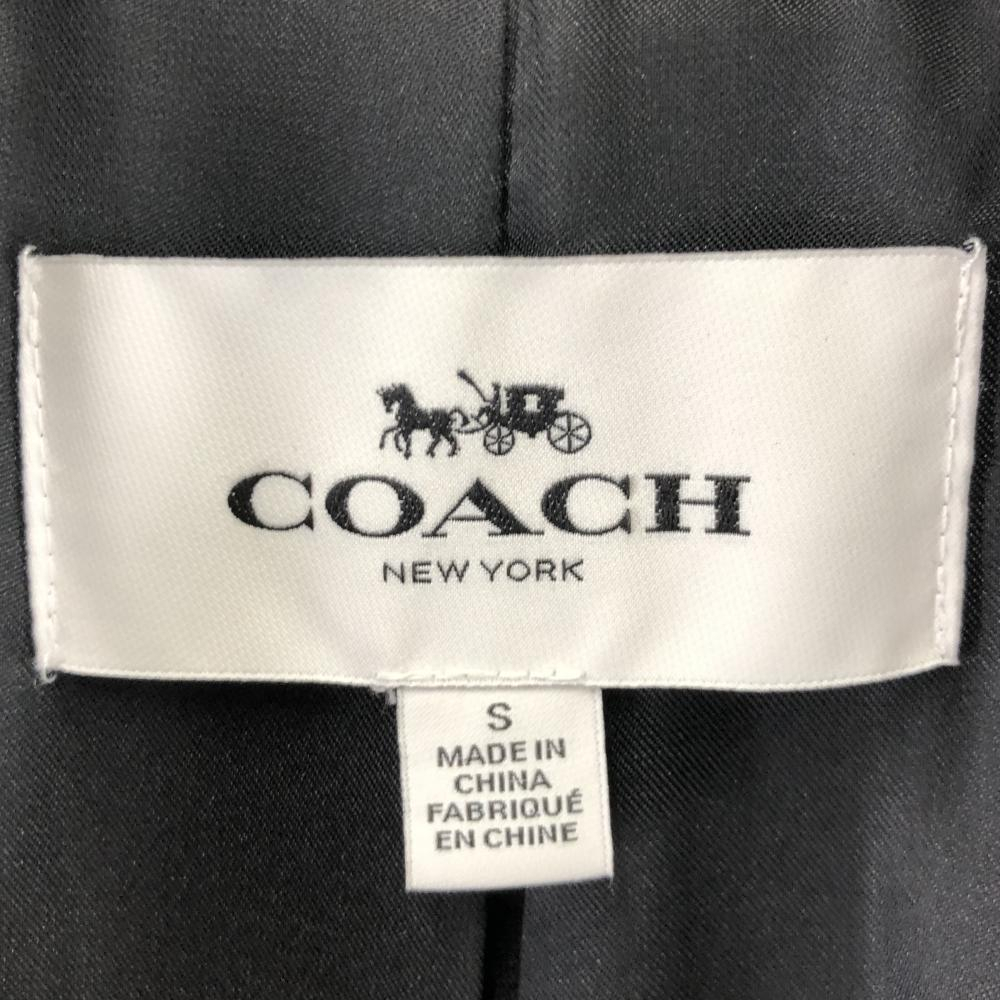 COACH
NEW YORK
S
MADE IN
CHINA
FABRIQUÉ
EN CHINE